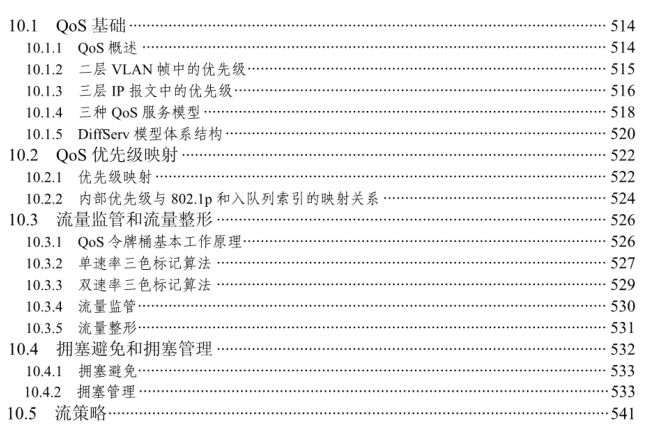 10.1 QoS 基础 514
10.1.1 QoS 概述 514
10.1.2 二层 VLAN 帧中的优先级 515
10.1.3 三层 IP 报文中的优先级 516
10.1.4 三种 QoS 服务模型 518
10.1.5 DiffServ 模型体系结构 520
10.2 QoS 优先级映射 522
10.2.1 优先级映射 522
10.2.2 内部优先级与 802.1p 和入队列索引的映射关系 524
10.3 流量监管和流量整形 526
10.3.1 QoS 令牌桶基本工作原理 526
10.3.2 单速率三色标记算法 527
10.3.3 双速率三色标记算法 529
10.3.4 流量监管 530
10.3.5 流量整形 531
10.4 拥塞避免和拥塞管理 532
10.4.1 拥塞避免 533
10.4.2 拥塞管理 533
10.5 流策略 541